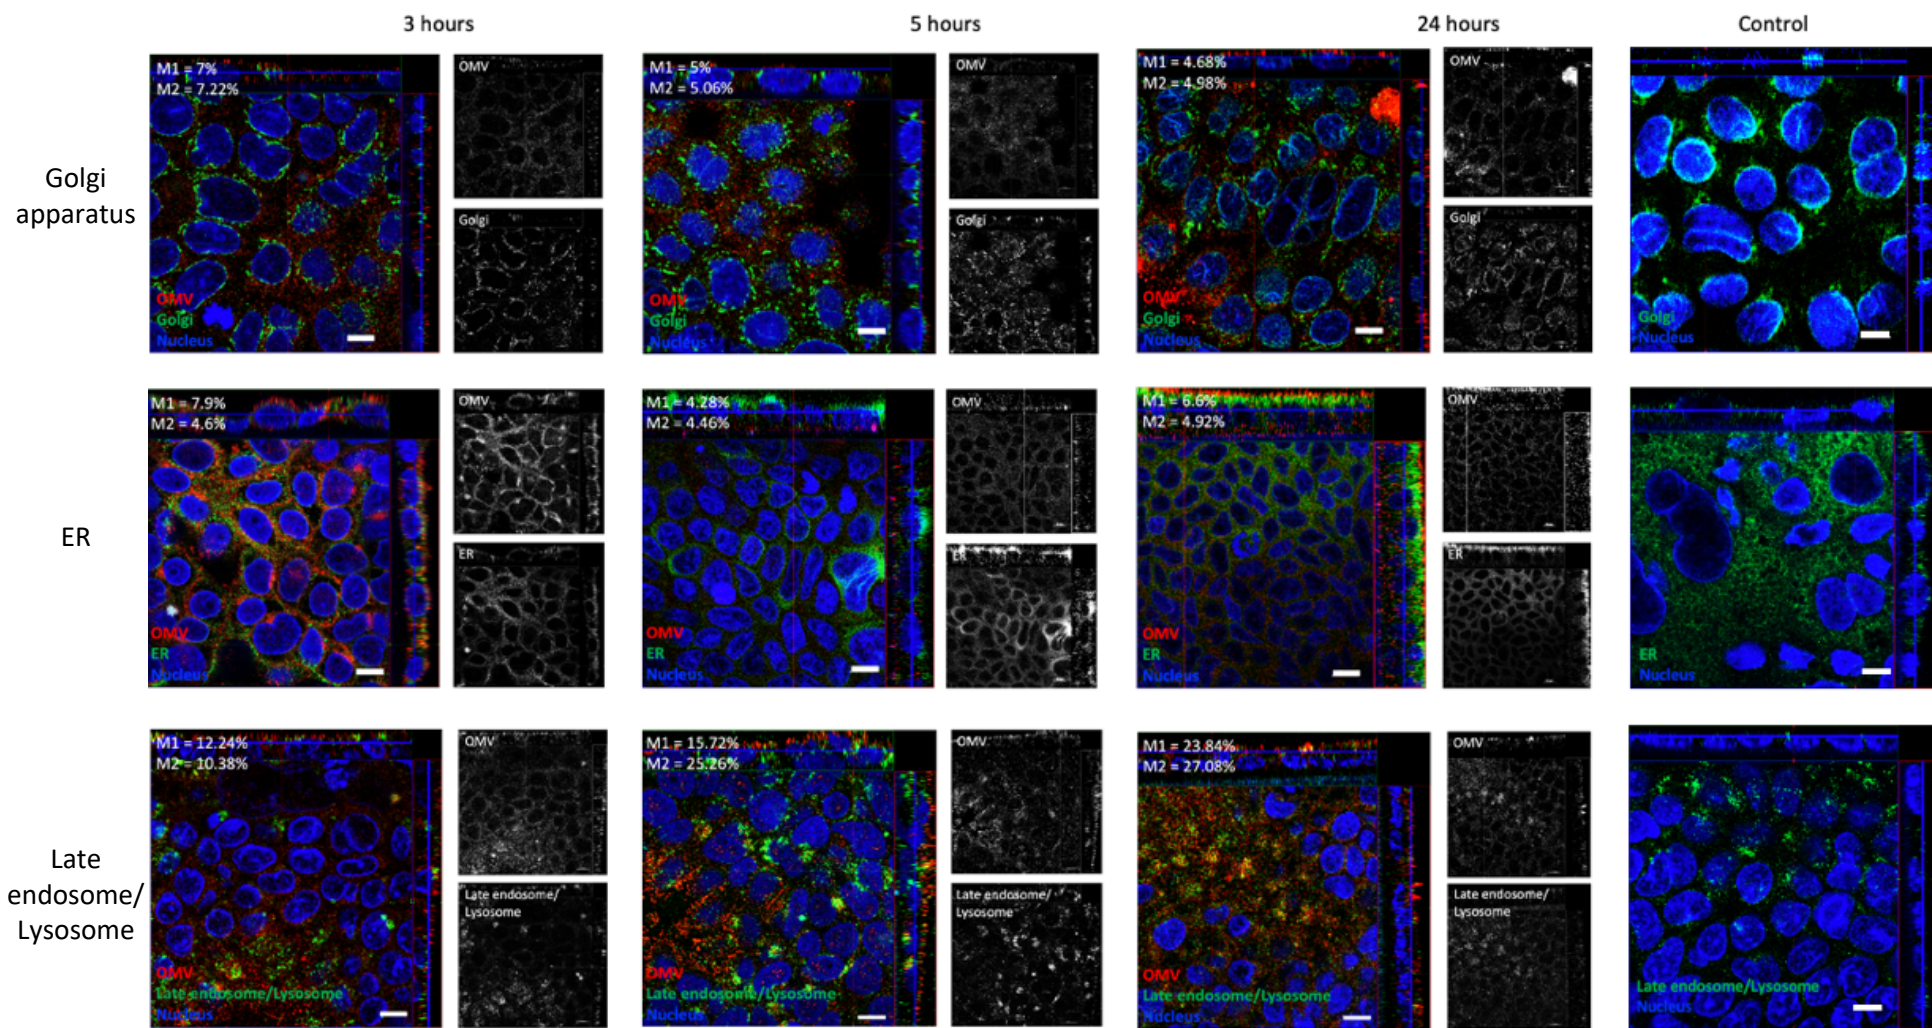 3 hours
5 hours
24 hours
Control
Golgi
apparatus
M1 = 7%
M2 = 7.22%
OMV
Golgi
Nucleus
OMV
Golgi
M1 = 5%
M2 = 5.06%
OMV
Golgi
Nucleus
OMV
Golgi
M1 = 4.68%
M2 = 4.98%
OMV
Golgi
Nucleus
OMV
Golgi
Golgi
Nucleus
ER
M1 = 7.9%
M2 = 4.6%
OMV
ER
Nucleus
OMV
ER
M1 = 4.28%
M2 = 4.46%
OMV
ER
Nucleus
OMV
ER
M1 = 6.6%
M2 = 4.92%
OMV
ER
Nucleus
OMV
ER
ER
Nucleus
Late
endosome/
Lysosome
M1 = 12.24%
M2 = 10.38%
OMV
Late endosome/Lysosome
Nucleus
OMV
Late endosome/
Lysosome
M1 = 15.72%
M2 = 25.26%
OMV
Late endosome/Lysosome
Nucleus
OMV
Late endosome/
Lysosome
M1 = 23.84%
M2 = 27.08%
OMV
Late endosome/Lysosome
Nucleus
OMV
Late endosome/
Lysosome
Late endosome/Lysosome
Nucleus